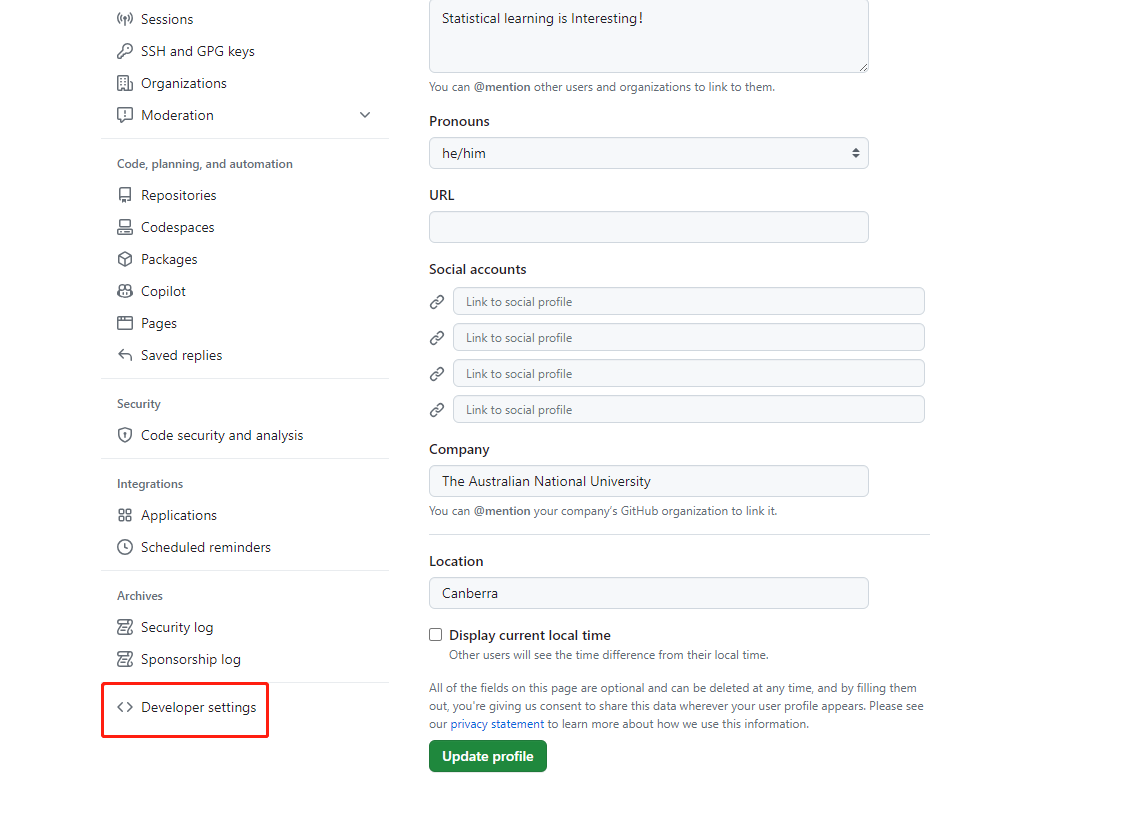 Sessions
SSH and GPG keys
Organizations
Moderation
Code, planning, and automation
Repositories
Codespaces
Packages
Copilot
Pages
Saved replies
Security
Code security and analysis
Integrations
Applications
Scheduled reminders
Archives
Security log
Sponsorship log
Developer settings
Statistical learning is Interesting!
You can @mention other users and organizations to link to them.
Pronouns
he/him
URL
Social accounts
Link to social profile
Link to social profile
Link to social profile
Link to social profile
Company
The Australian National University
You can @mention your company's GitHub organization to link it.
Location
Canberra
Display current local time
Other users will see the time difference from their local time.
All of the fields on this page are optional and can be deleted at any time, and by filling them
out, you're giving us consent to share this data wherever your user profile appears. Please see
our privacy statement to learn more about how we use this information.
Update profile